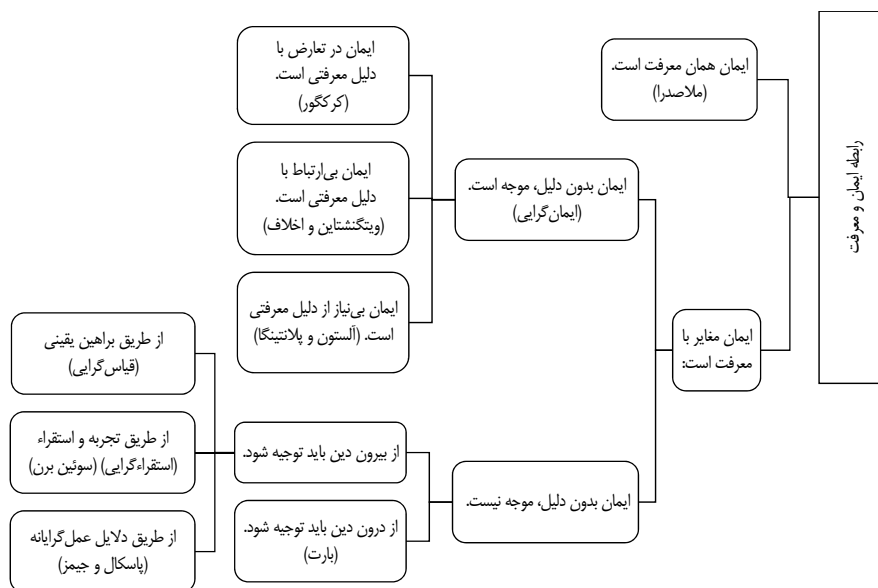 رابطه ایمان و معرفت
ایمان همان معرفت است.
(ملاصدرا)
ایمان مغایر با
معرفت است:
ایمان بدون دلیل، موجه است.
(ایمان‌گرایی)
ایمان در تعارض با
دلیل معرفتی است.
(کرکگور)
ایمان بی‌ارتباط با
دلیل معرفتی است.
(ویتگنشتاین و اخلاف)
ایمان بی‌نیاز از دلیل معرفتی
است. (آلستون و پلانتینگا)
ایمان بدون دلیل، موجه نیست.
از بیرون دین باید توجیه شود.
از طریق براهین یقینی
(قیاس‌گرایی)
از طریق تجربه و استقراء
(استقراءگرایی) (سوئین برن)
از طریق دلایل عمل‌گرایانه
(پاسکال و جیمز)
از درون دین باید توجیه شود.
(بارت)